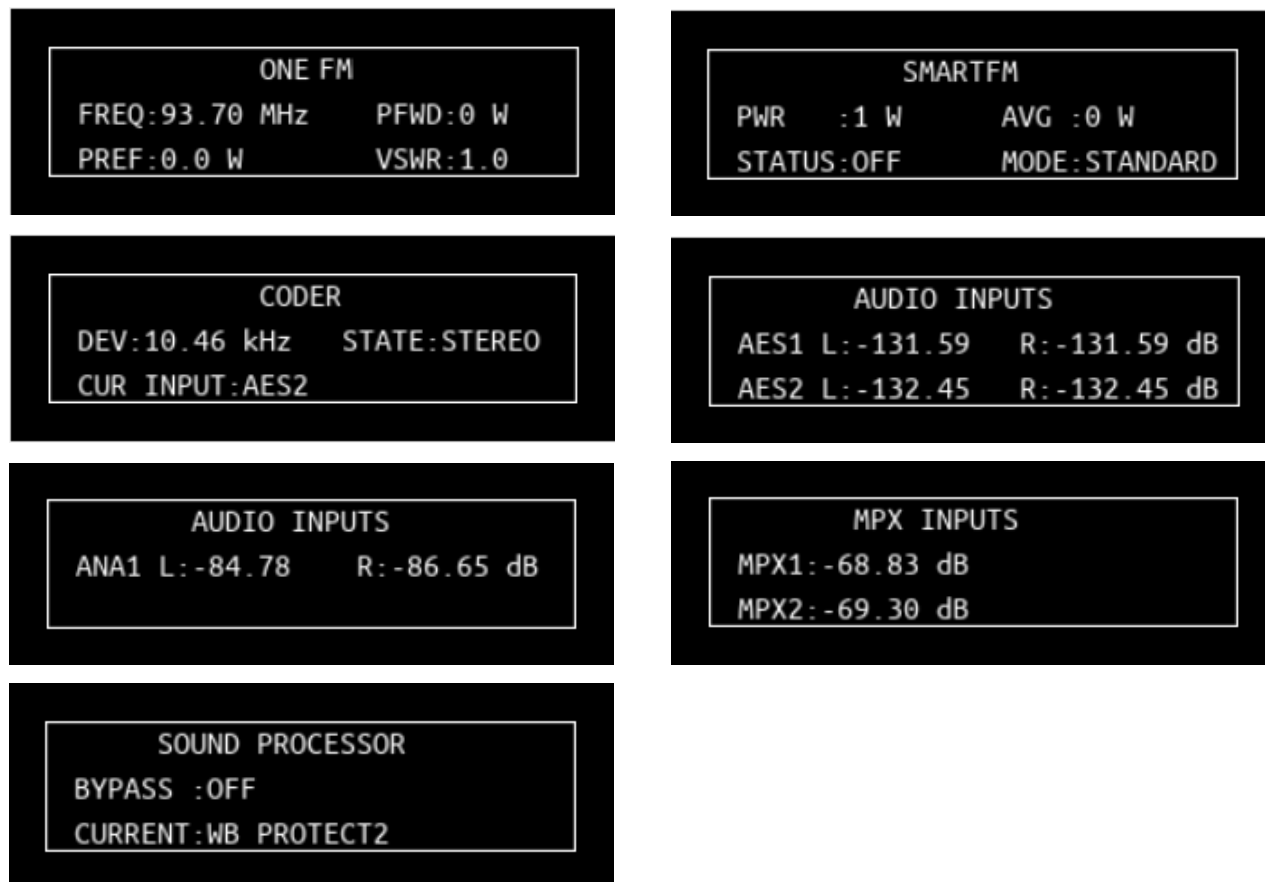 ONE FM
FREQ:93.70 MHz PFWD:0 W
PREF:0.0 W VSWR:1.0
SMARTFM
PWR :1 W AVG :0 W
STATUS:OFF MODE:STANDARD
CODER
DEV:10.46 kHz STATE:STEREO
CUR INPUT:AES2
AUDIO INPUTS
AES1 L:-131.59 R:-131.59 dB
AES2 L:-132.45 R:-132.45 dB
AUDIO INPUTS
ANA1 L:-84.78 R:-86.65 dB
MPX INPUTS
MPX1:-68.83 dB
MPX2:-69.30 dB
SOUND PROCESSOR
BYPASS :OFF
CURRENT:WB PROTECT2